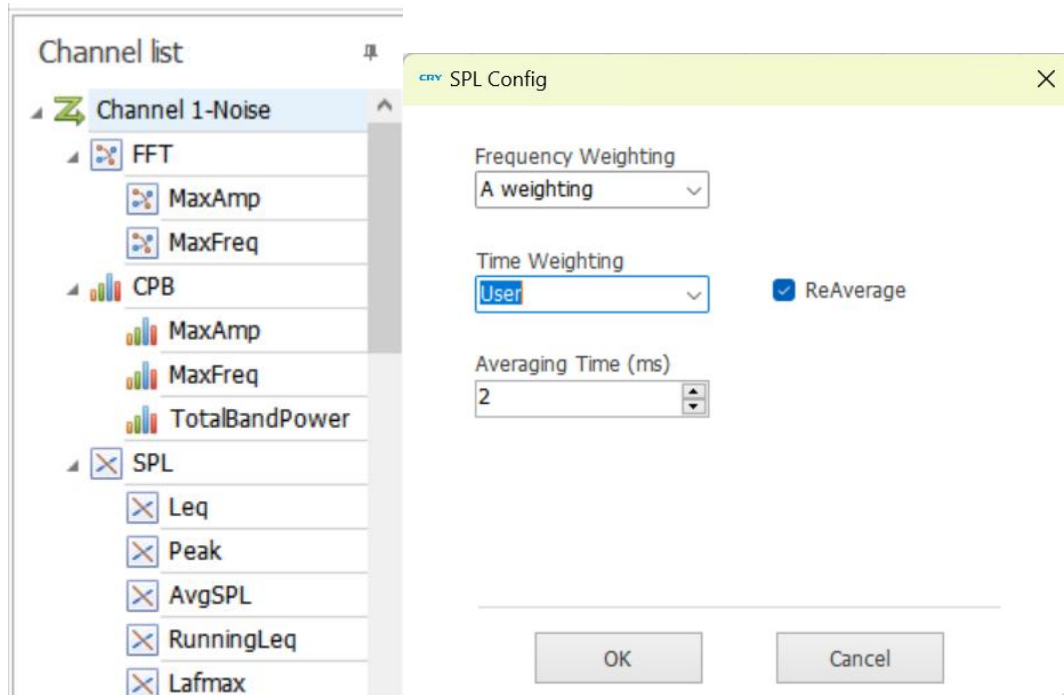 Channel list
Channel 1-Noise
FFT
MaxAmp
MaxFreq
CPB
MaxAmp
MaxFreq
TotalBandPower
SPL
Leq
Peak
AvgSPL
RunningLeq
Lafmax
CRY SPL Config
Frequency Weighting
A weighting
Time Weighting
User
ReAverage
Averaging Time (ms)
2
OK
Cancel